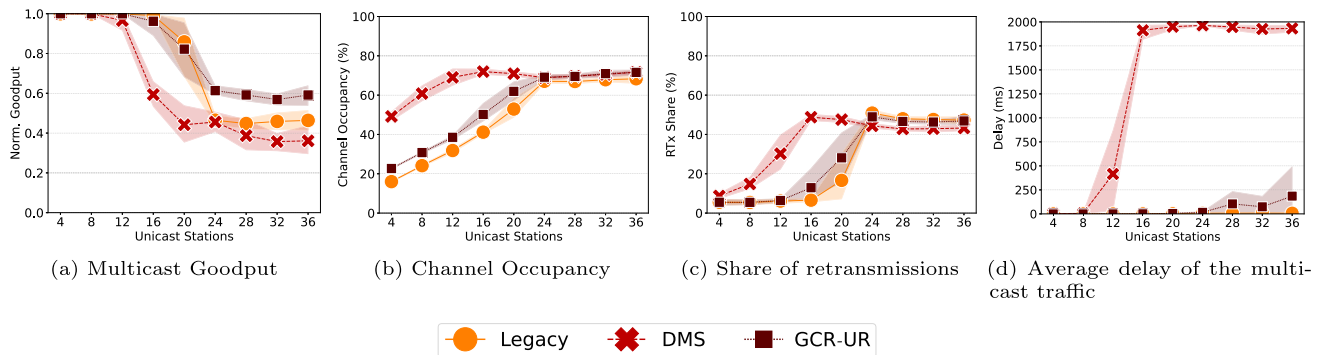 Norm. Goodput
1.0
0.8
0.6
0.4
0.2
0.0
4 8 12 16 20 24 28 32 36
Unicast Stations
(a) Multicast Goodput
Channel Occupancy (%)
100
80
60
40
20
0
4 8 12 16 20 24 28 32 36
Unicast Stations
(b) Channel Occupancy
RTx Share (%)
100
80
60
40
20
0
4 8 12 16 20 24 28 32 36
Unicast Stations
(c) Share of retransmissions
Delay (ms)
2000
1750
1500
1250
1000
750
500
250
0
4 8 12 16 20 24 28 32 36
Unicast Stations
(d) Average delay of the multi-
cast traffic
Legacy DMS GCR-UR